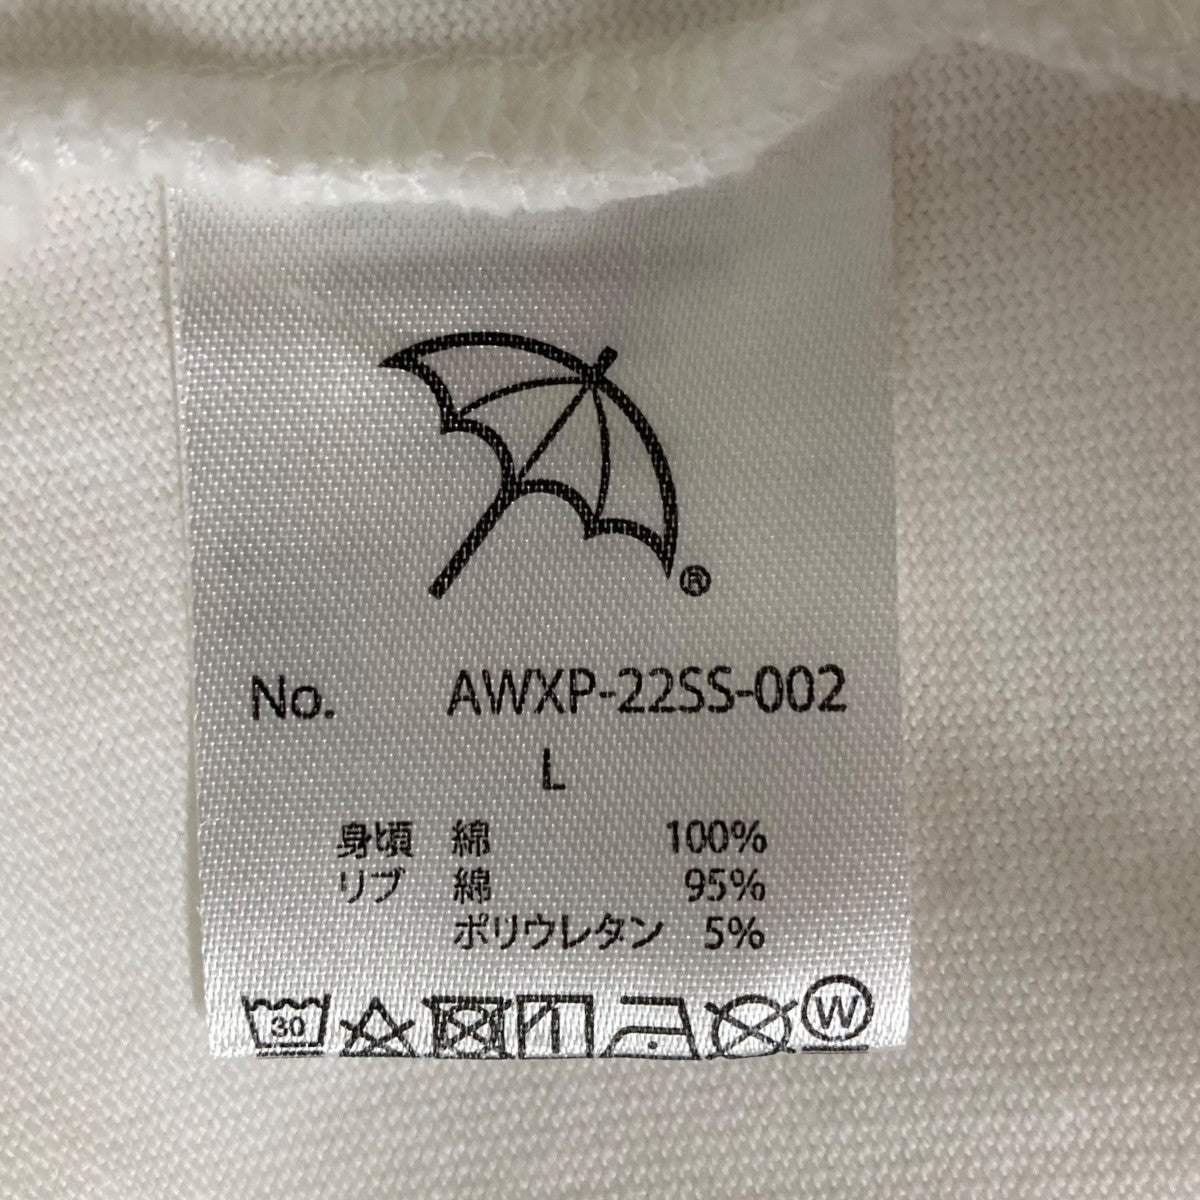 ®
No. AWXP-22SS-002
L
身頃 綿 100%
リブ 綿 95%
ポリウレタン 5%
30 W